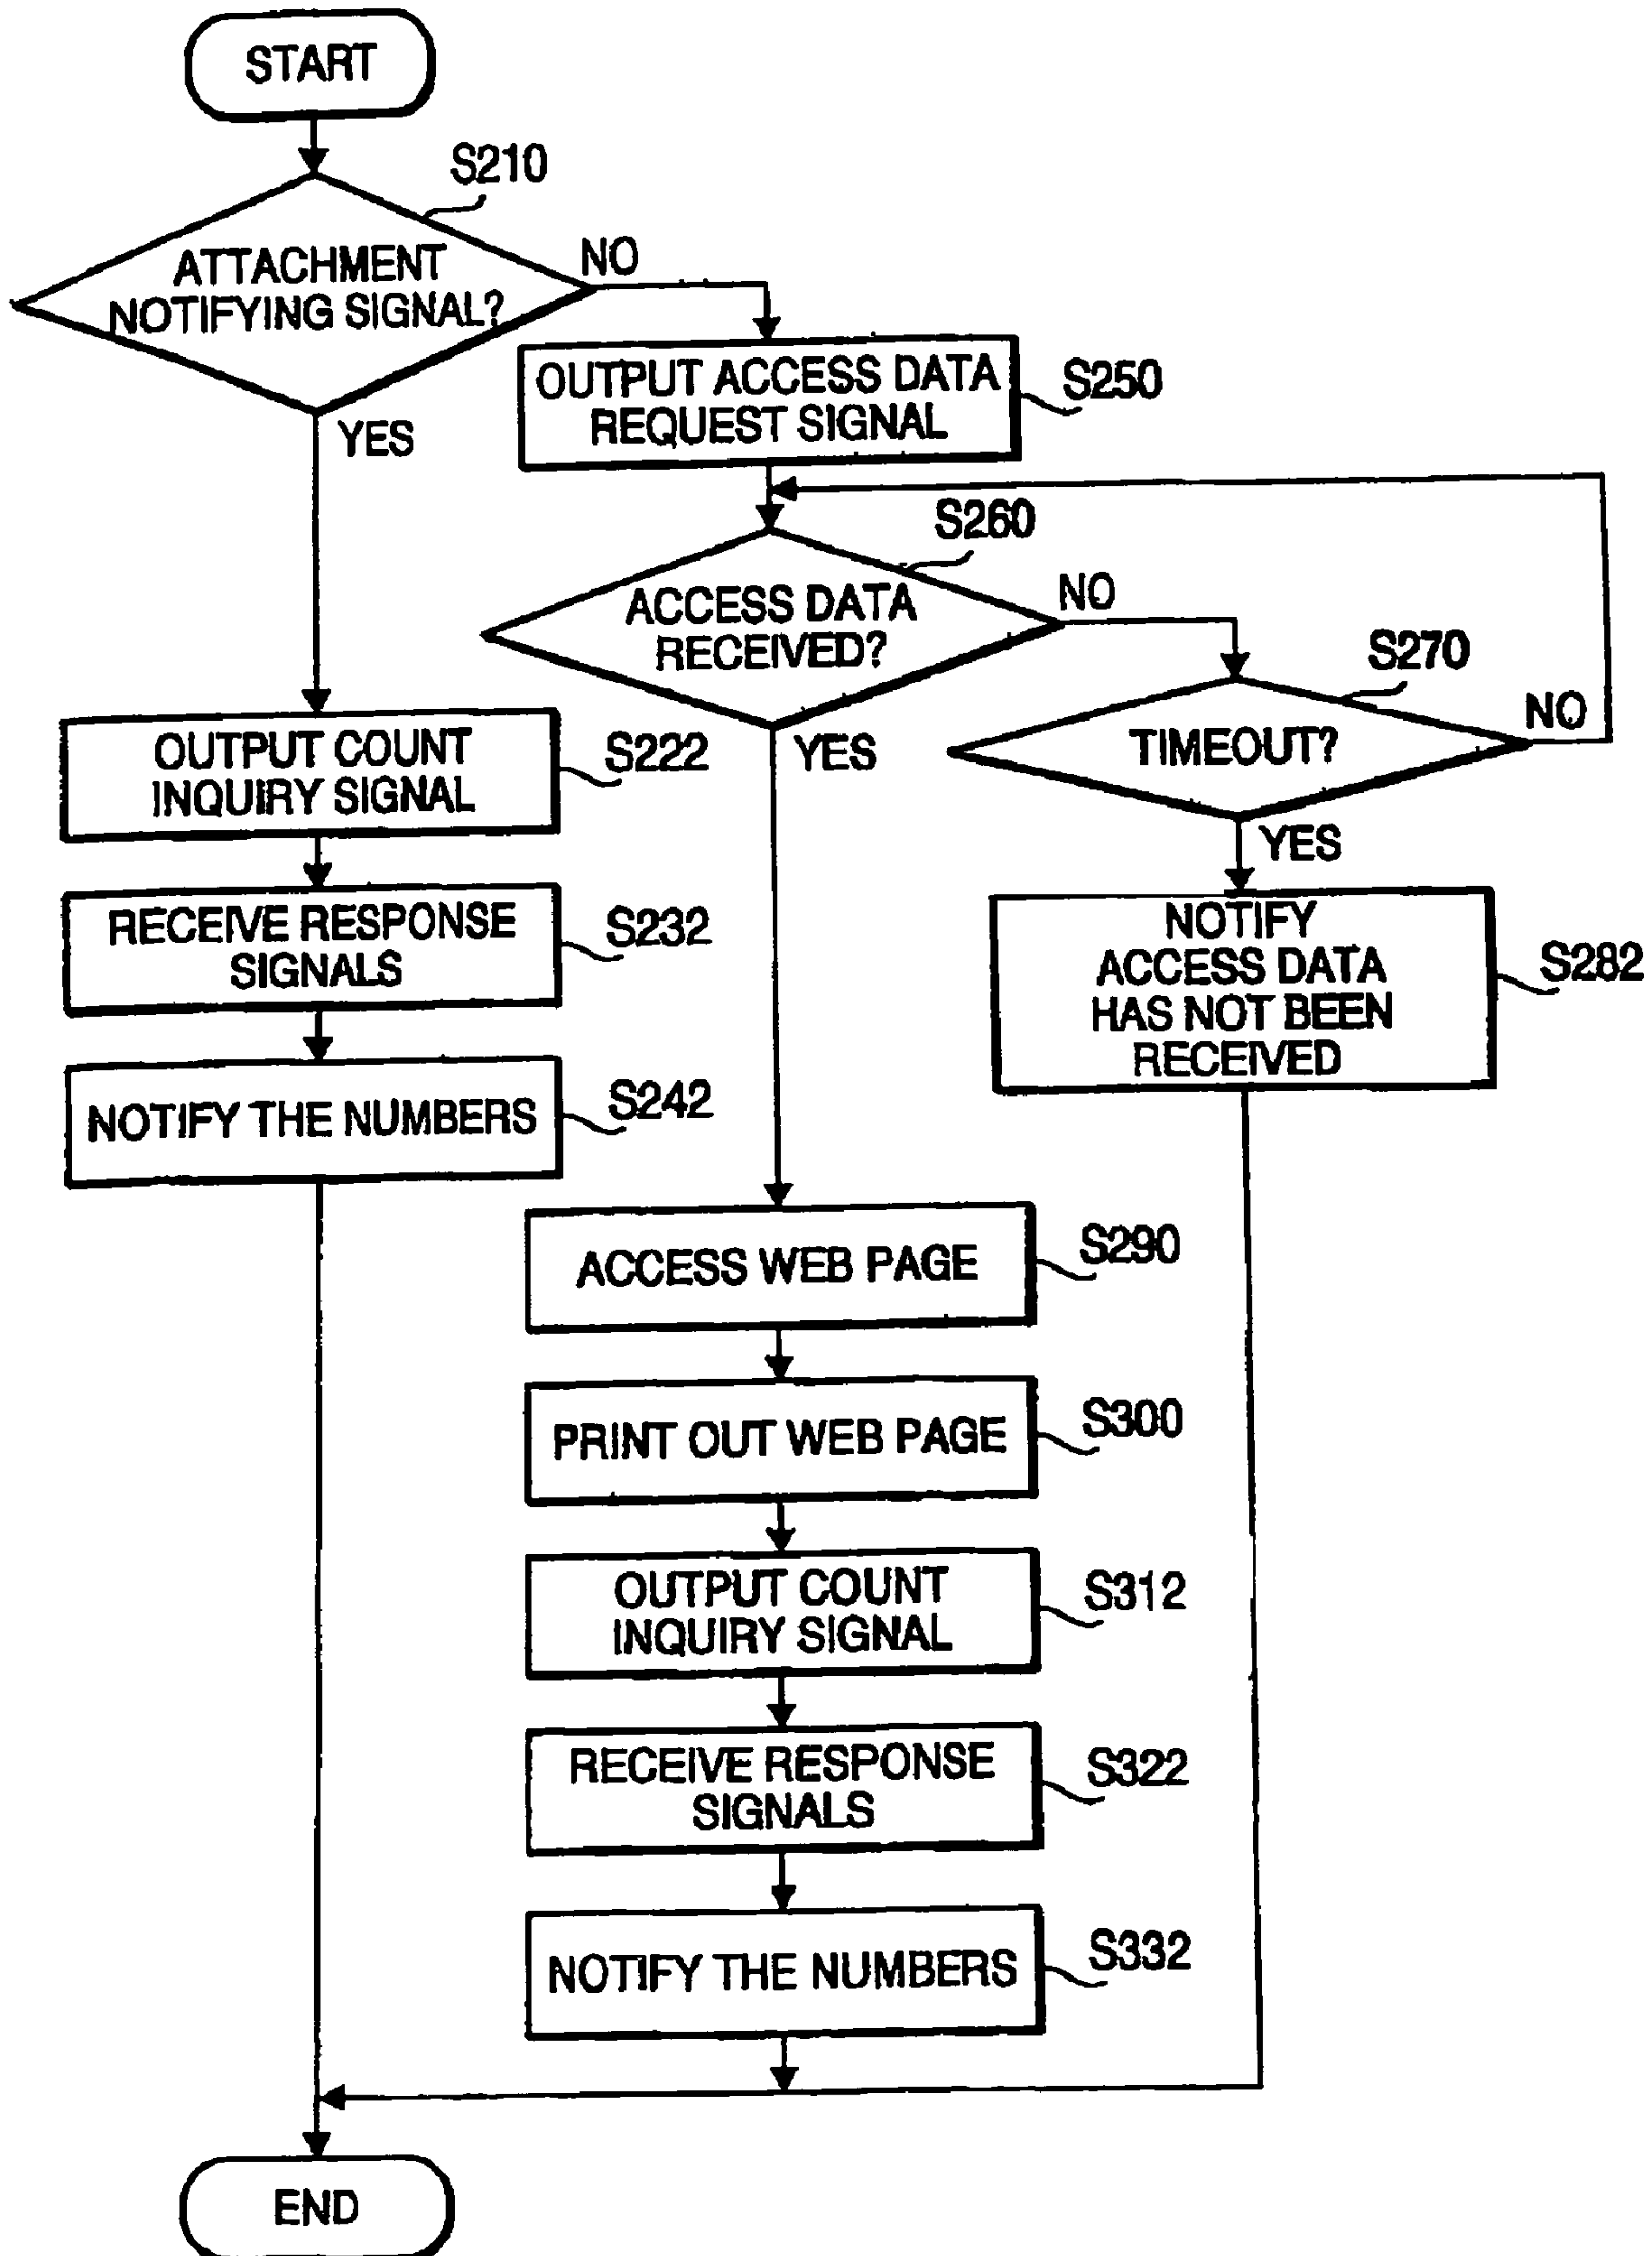 START
S210
ATTACHMENT
NOTIFYING SIGNAL?
NO
YES
OUTPUT ACCESS DATA
REQUEST SIGNAL
S250
S260
ACCESS DATA
RECEIVED?
NO
YES
S270
TIMEOUT?
NO
YES
OUTPUT COUNT
INQUIRY SIGNAL
S222
RECEIVE RESPONSE
SIGNALS
S232
NOTIFY
ACCESS DATA
HAS NOT BEEN
RECEIVED
S282
NOTIFY THE NUMBERS
S242
ACCESS WEB PAGE
S290
PRINT OUT WEB PAGE
S300
OUTPUT COUNT
INQUIRY SIGNAL
S312
RECEIVE RESPONSE
SIGNALS
S322
NOTIFY THE NUMBERS
S332
END